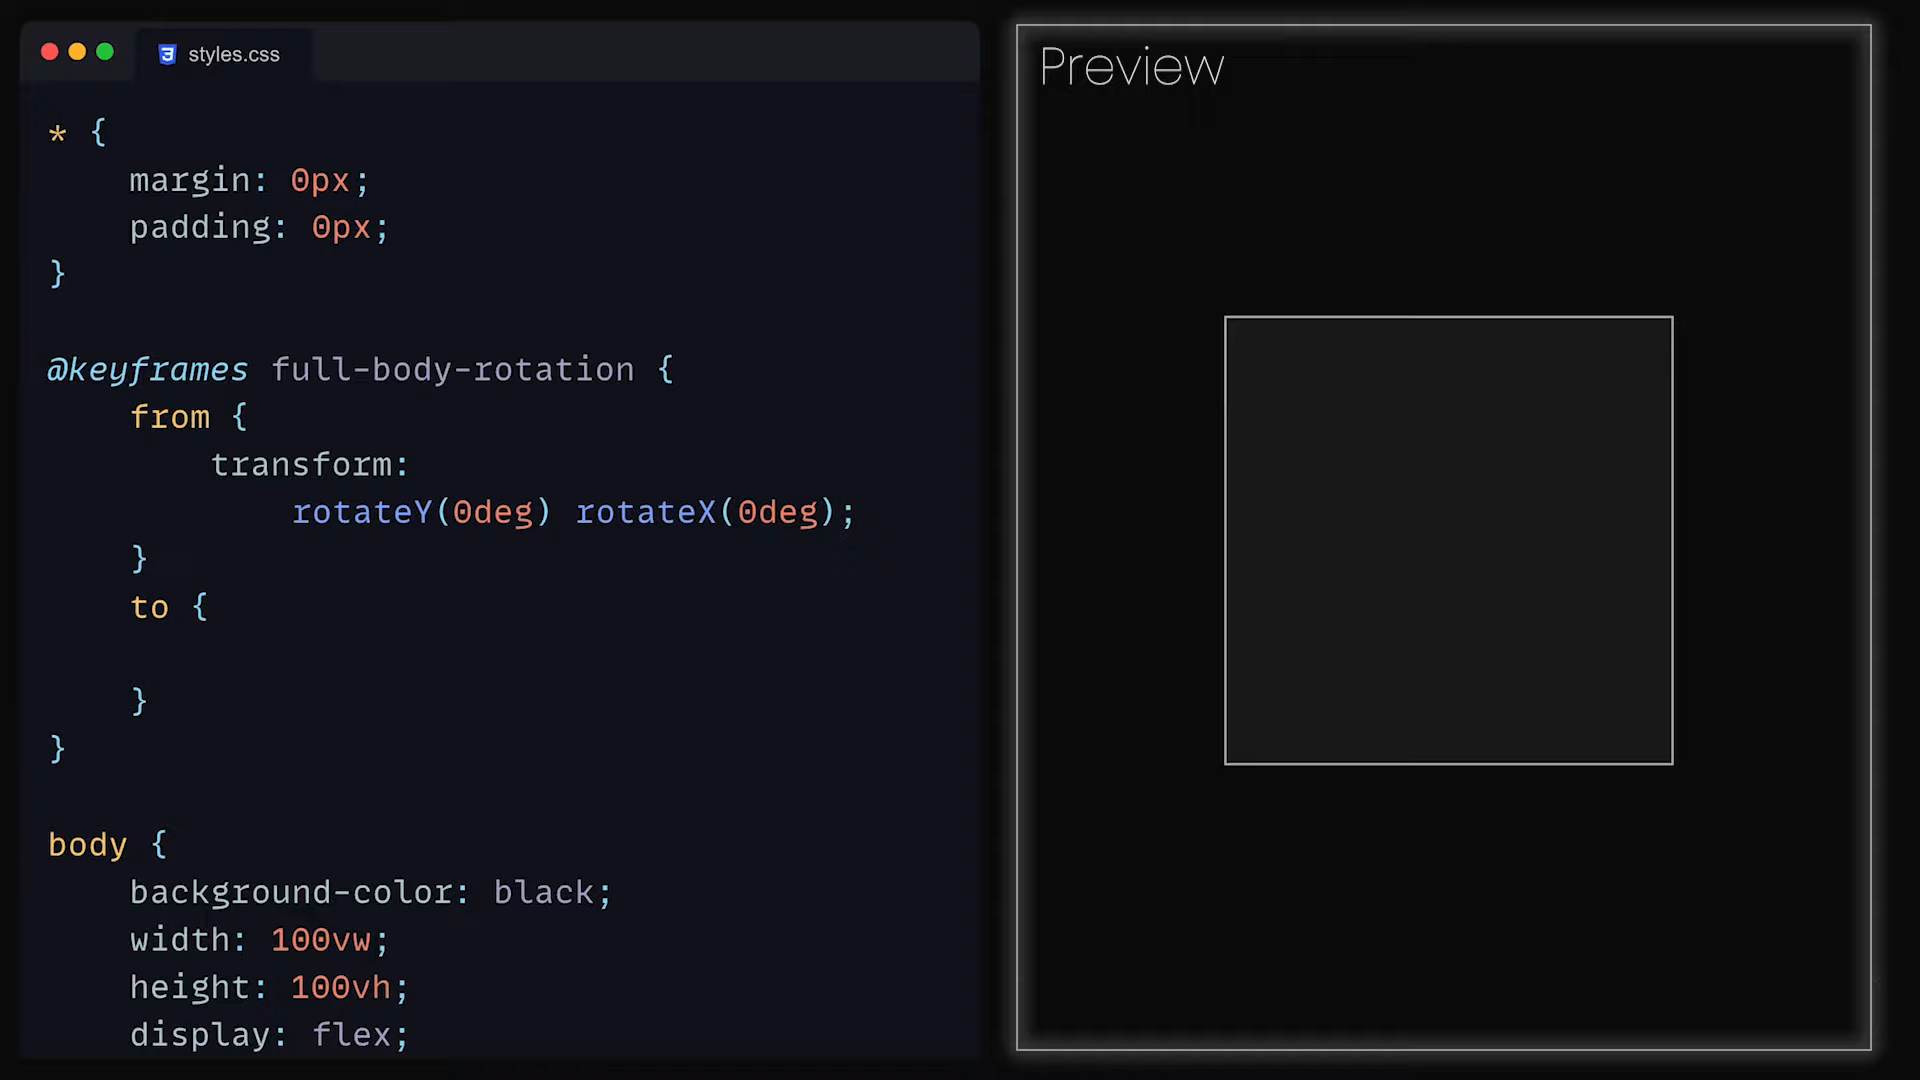 styles.css
* {
margin: 0px;
padding: 0px;
}
@keyframes full-body-rotation {
from {
transform:
rotateY(0deg) rotateX(0deg);
}
to {
}
}
body {
background-color: black;
width: 100vw;
height: 100vh;
display: flex;
Preview